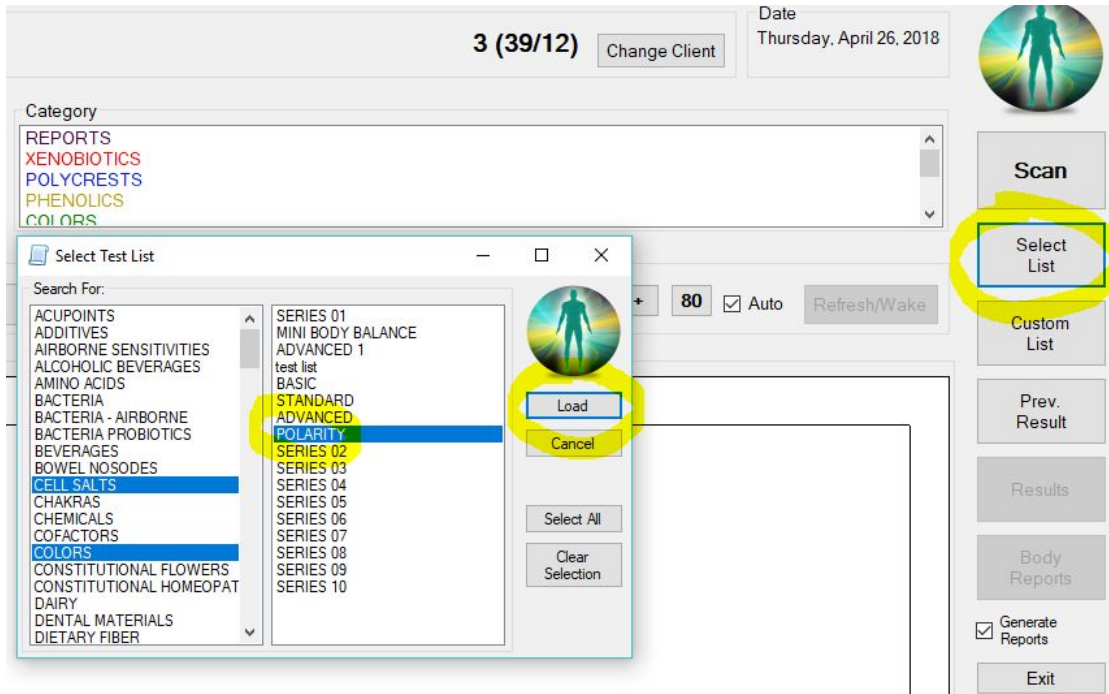 3 (39/12)
Change Client
Date
Thursday, April 26, 2018
Category
REPORTS
XENOBIOTICS
POLYCRESTS
PHENOLICS
COLORS
Scan
Select
List
Custom
List
Prev.
Result
Results
Body
Reports
Generate
Reports
Exit
+
80
Auto
Refresh/Wake
Select Test List
Search For:
ACUPOINTS
ADDITIVES
AIRBORNE SENSITIVITIES
ALCOHOLIC BEVERAGES
AMINO ACIDS
BACTERIA
BACTERIA - AIRBORNE
BACTERIA PROBIOTICS
BEVERAGES
BOWEL NOSODES
CELL SALTS
CHAKRAS
CHEMICALS
COFACTORS
COLORS
CONSTITUTIONAL FLOWERS
CONSTITUTIONAL HOMEOPAT
DAIRY
DENTAL MATERIALS
DIETARY FIBER
SERIES 01
MINI BODY BALANCE
ADVANCED 1
test list
BASIC
STANDARD
ADVANCED
POLARITY
SERIES 02
SERIES 03
SERIES 04
SERIES 05
SERIES 06
SERIES 07
SERIES 08
SERIES 09
SERIES 10
Load
Cancel
Select All
Clear
Selection